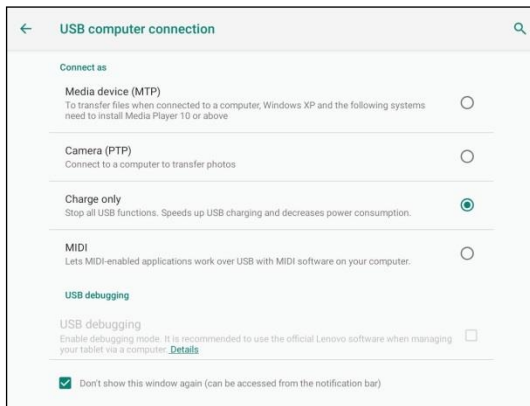 USB computer connection
Connect as
Media device (MTP)
To transfer files when connected to a computer, Windows XP and the following systems
need to install Media Player 10 or above
Camera (PTP)
Connect to a computer to transfer photos
Charge only
Stop all USB functions. Speeds up USB charging and decreases power consumption.
MIDI
Lets MIDI-enabled applications work over USB with MIDI software on your computer.
USB debugging
USB debugging
Enable debugging mode. It is recommended to use the official Lenovo software when managing
your tablet via a computer. Details
Don't show this window again (can be accessed from the notification bar)